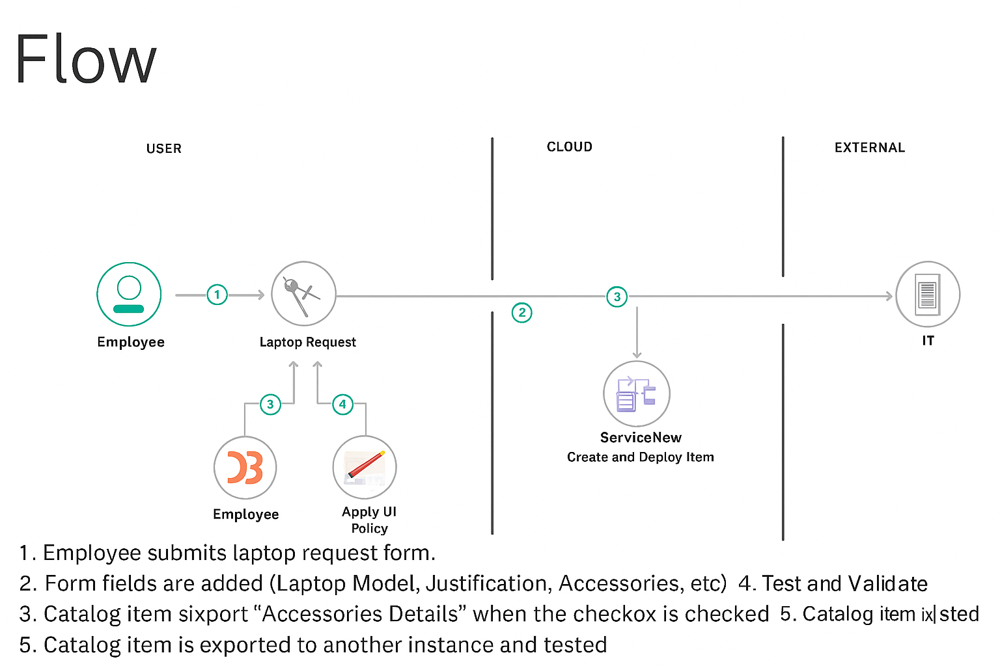 Flow
USER
CLOUD
EXTERNAL
1
3
2
Employee
Laptop Request
IT
3
4
ServiceNew
Create and Deploy Item
Employee
Apply UI
Policy
1. Employee submits laptop request form.
2. Form fields are added (Laptop Model, Justification, Accessories, etc) 4. Test and Validate
3. Catalog item sixport “Accessories Details” when the checkox is checked 5. Catalog item ix|sted
5. Catalog item is exported to another instance and tested